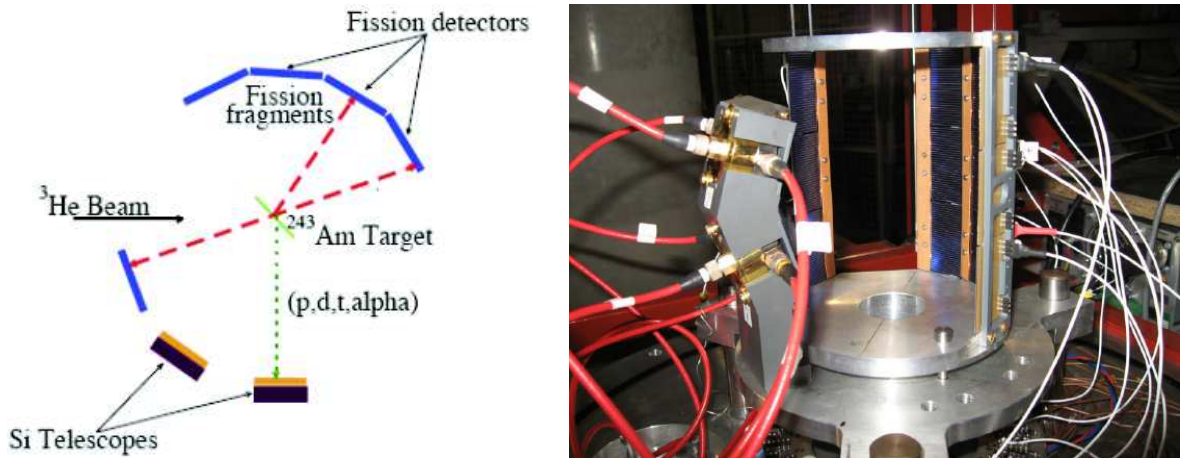 Fission detectors
Fission
fragments
³He Beam
²⁴³Am Target
(p,d,t,alpha)
Si Telescopes